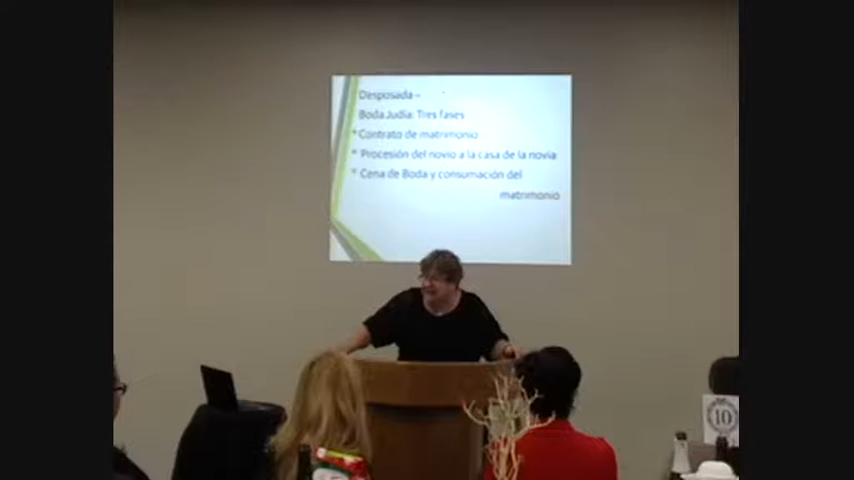 Desposada –
Boda Judía: Tres fases
*Contrato de matrimonio
* Procesión del novio a la casa de la novia
* Cena de Boda y consumación del
matrimonio
10